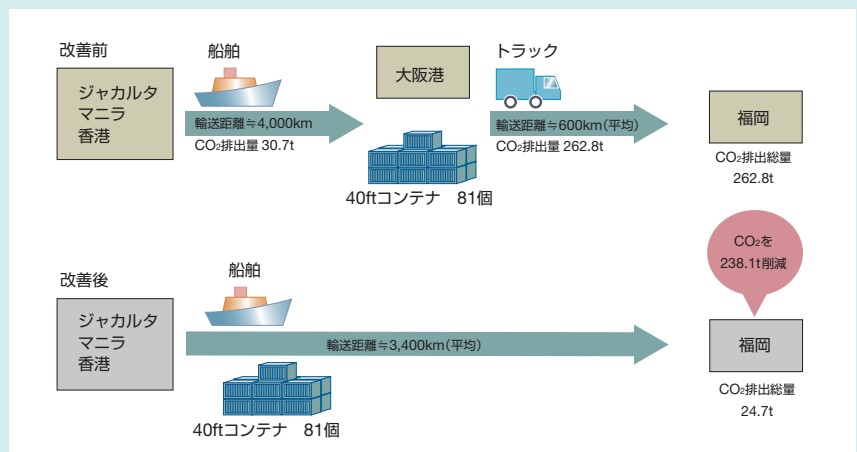 改善前
船舶
トラック
ジャカルタ
マニラ
香港
大阪港
輸送距離≒4,000km
CO₂排出量 30.7t
輸送距離≒600km(平均)
CO₂排出量 262.8t
福岡
CO₂排出総量
262.8t
40ftコンテナ　81個
CO₂を
238.1t削減
改善後
船舶
ジャカルタ
マニラ
香港
輸送距離≒3,400km(平均)
福岡
CO₂排出総量
24.7t
40ftコンテナ　81個